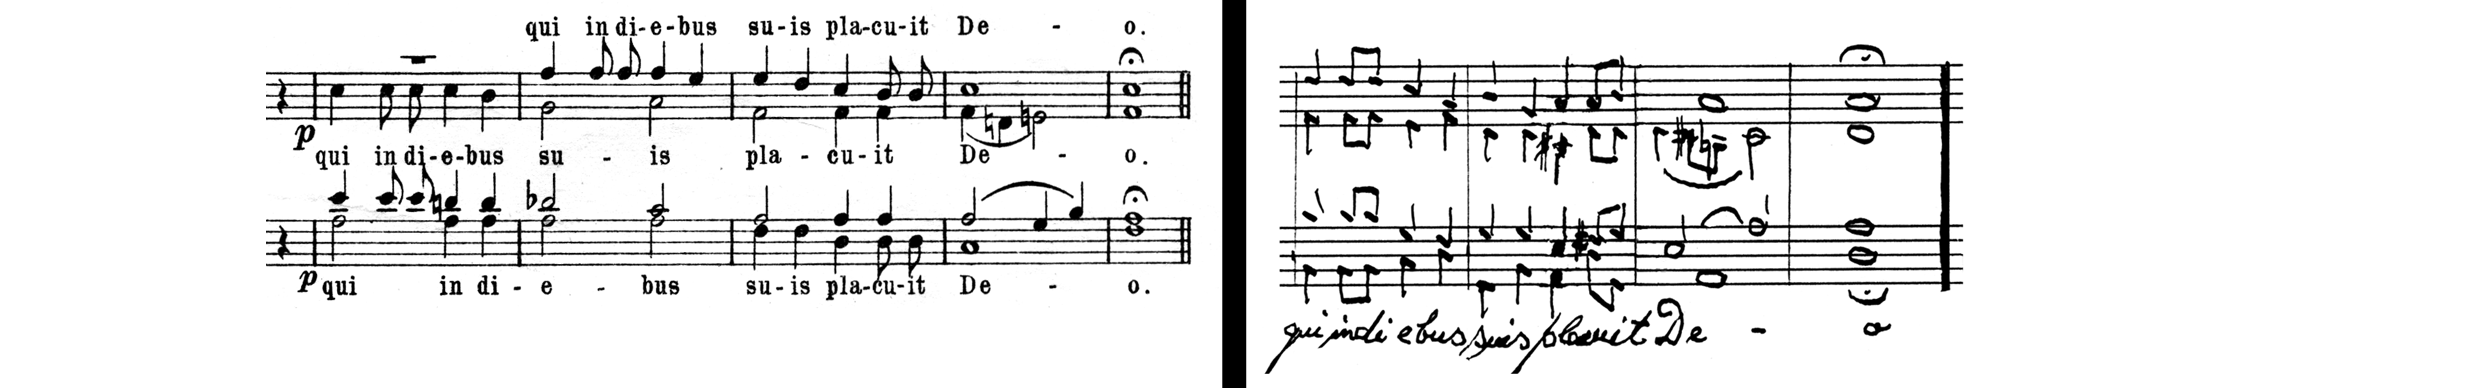 qui in di-e-bus su-is pla-cu-it De - o.
p
qui in di-e-bus su - is pla - cu-it De - o.
p qui in di - e - bus su-is pla-cu-it De - o.
qui in di e bus suis placuit De - o